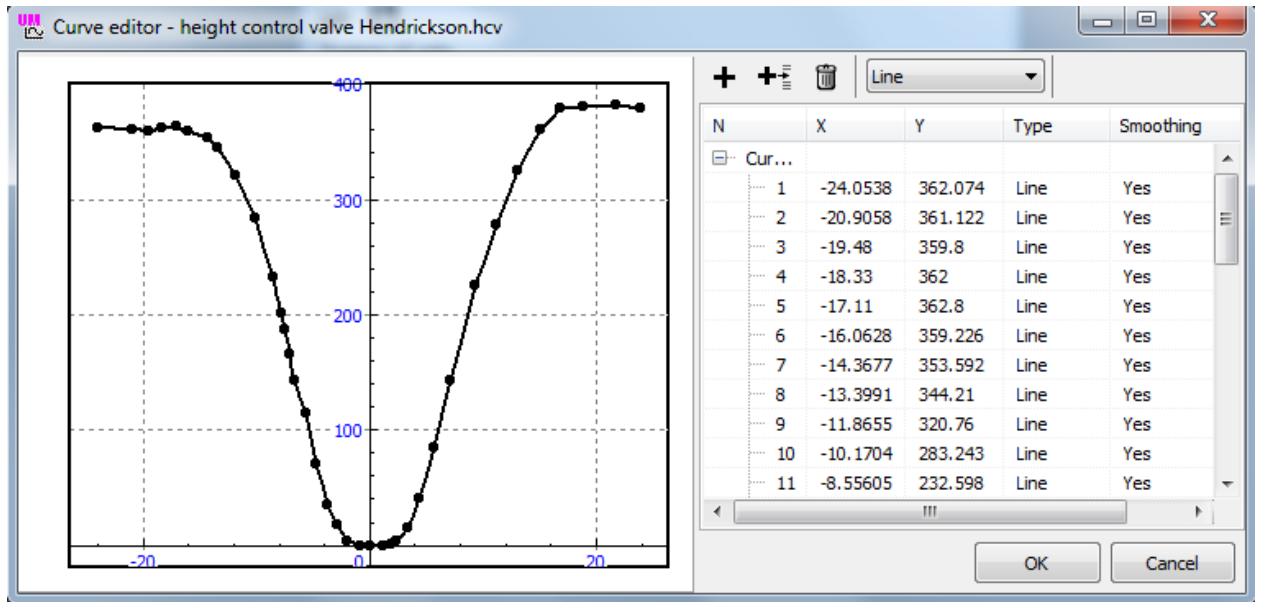 UM Curve editor - height control valve Hendrickson.hcv
400
300
200
100
-20 0 20
Line
N X Y Type Smoothing
Cur...
1 -24.0538 362.074 Line Yes
2 -20.9058 361.122 Line Yes
3 -19.48 359.8 Line Yes
4 -18.33 362 Line Yes
5 -17.11 362.8 Line Yes
6 -16.0628 359.226 Line Yes
7 -14.3677 353.592 Line Yes
8 -13.3991 344.21 Line Yes
9 -11.8655 320.76 Line Yes
10 -10.1704 283.243 Line Yes
11 -8.55605 232.598 Line Yes
OK Cancel